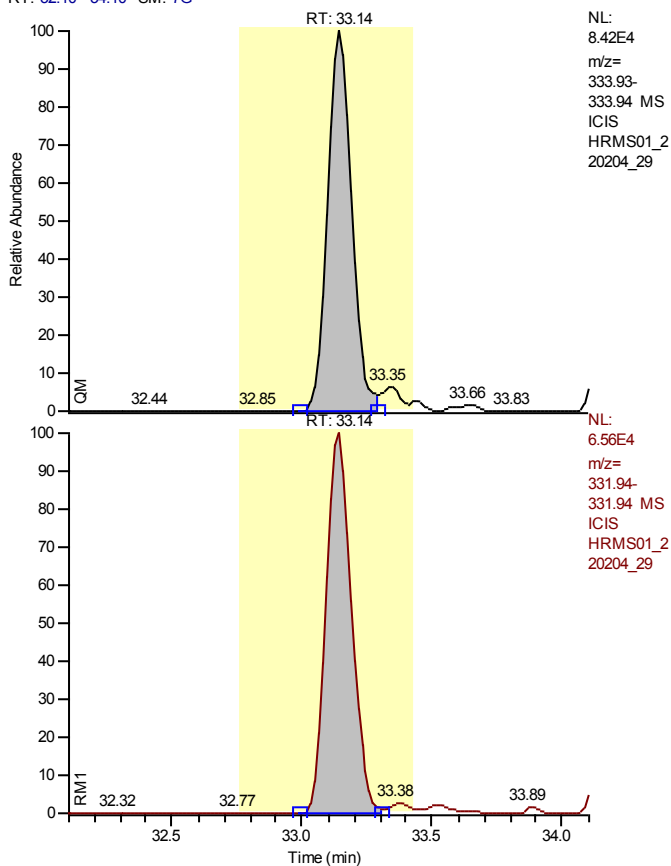 RT: 33.14
NL:
8.42E4
m/z=
333.93-
333.94 MS
ICIS
HRMS01_2
20204_29
100
90
80
70
60
50
40
30
20
10
0
Relative Abundance
QM
32.44
32.85
33.35
33.66
33.83
RT: 33.14
NL:
6.56E4
m/z=
331.94-
331.94 MS
ICIS
HRMS01_2
20204_29
100
90
80
70
60
50
40
30
20
10
0
RM1
32.32
32.77
33.38
33.89
32.5
33.0
33.5
34.0
Time (min)